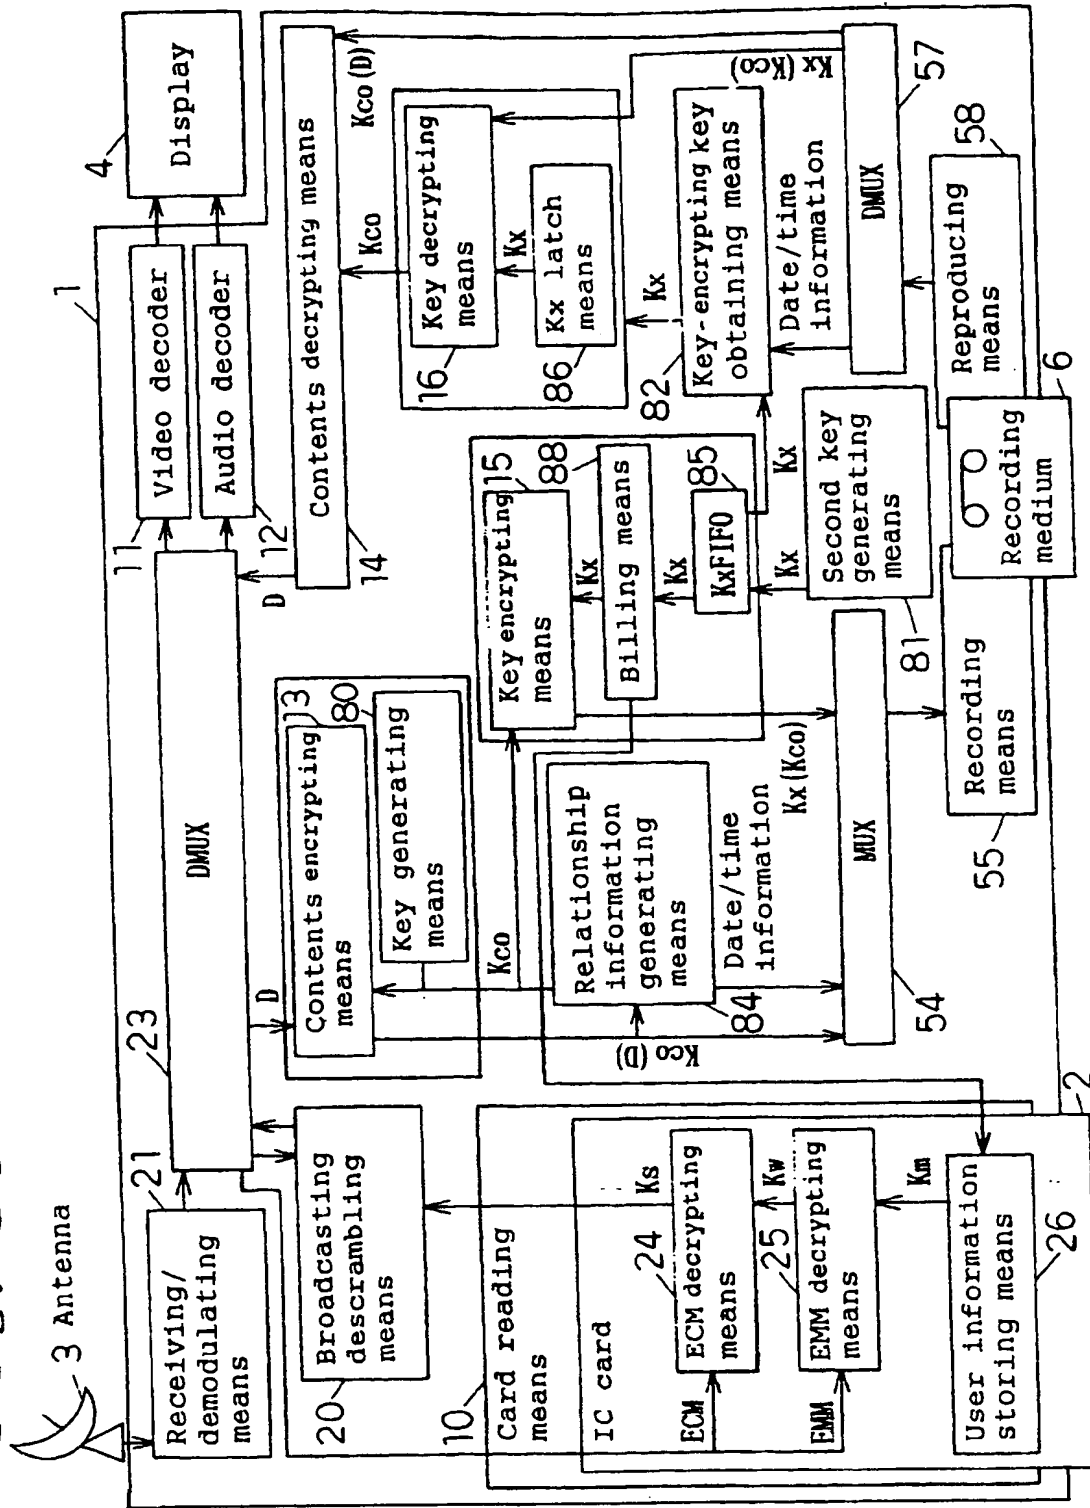 3 Antenna
21
Receiving/
demodulating
means
23
DMUX
1
11
Video decoder
Audio decoder
12
4
Display
20
Broadcasting
descrambling
means
D
13
Contents encrypting
means
80
Key generating
means
D
14
Contents decrypting means
Kco
Kco(D)
10
Card reading
means
IC card
Ks
ECM
24
ECM decrypting
means
Kw
EMM
25
EMM decrypting
means
Km
User information
storing means
26
2
Kco
Kco(D)
Relationship
information
generating
means
84
Date/time
information
Kx(Kco)
MUX
54
15
Key encrypting
means
Kx
88
Billing means
Kx
85
KxFIFO
Kx
Kx
Second key
generating
means
81
16
Key decrypting
means
Kx
Kx latch
means
86
Kx
82
Key-encrypting key
obtaining means
Date/time
information
Kx(Kco)
DMUX
57
Recording
means
55
Recording
medium
6
Reproducing
means
58